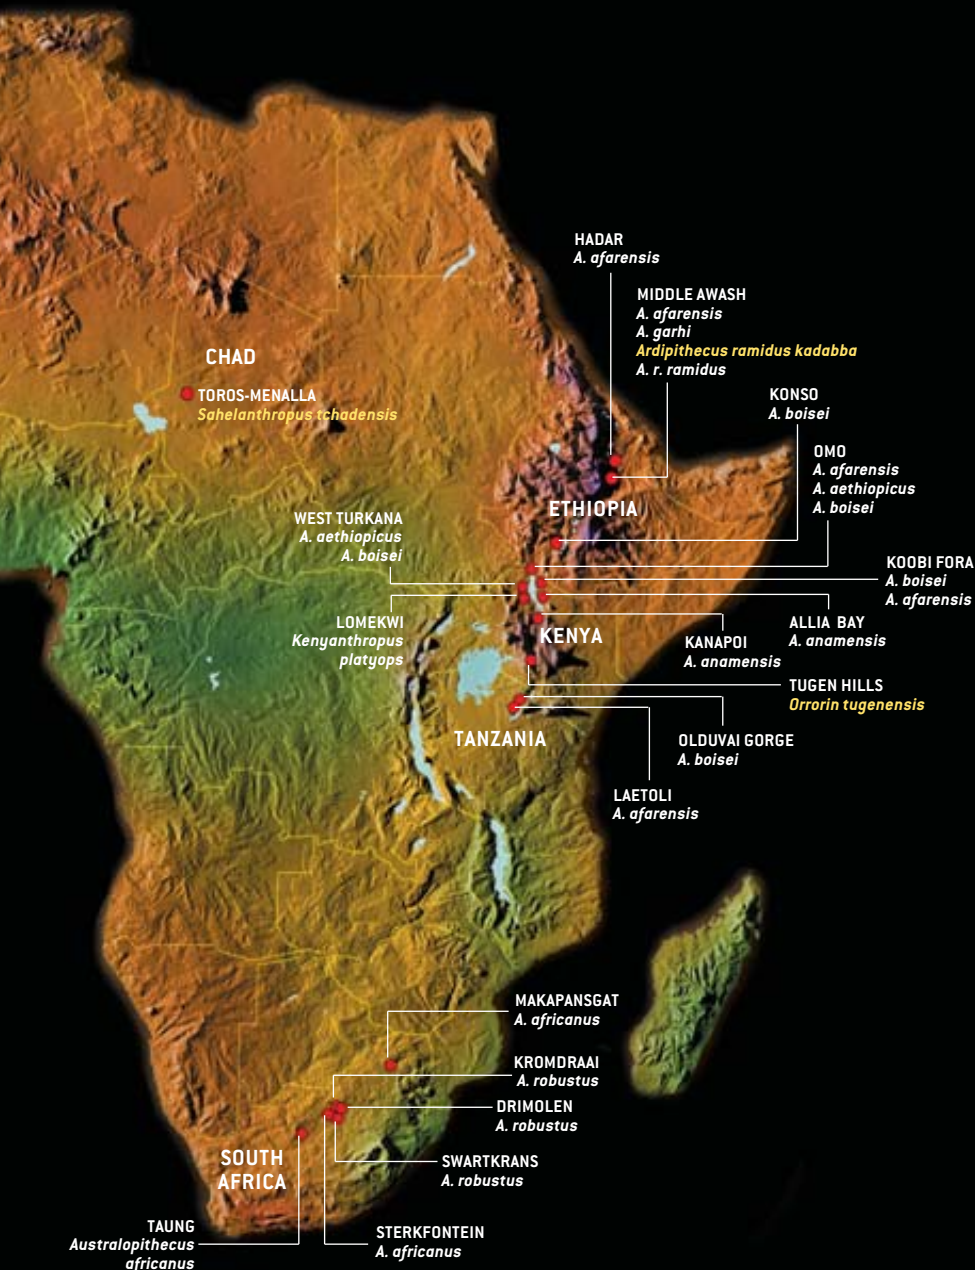 HADAR
A. afarensis
MIDDLE AWASH
A. afarensis
A. garhi
Ardipithecus ramidus kadabba
A. r. ramidus
CHAD
TOROS-MENALLA
Sahelanthropus tchadensis
KONSO
A. boisei
OMO
A. afarensis
A. aethiopicus
A. boisei
ETHIOPIA
WEST TURKANA
A. aethiopicus
A. boisei
KOOBI FORA
A. boisei
A. afarensis
LOMEKWI
Kenyanthropus
platyops
KENYA
ALLIA BAY
A. anamensis
KANAPOI
A. anamensis
TUGEN HILLS
Orrorin tugenensis
TANZANIA
OLDUVAI GORGE
A. boisei
LAETOLI
A. afarensis
MAKAPANSGAT
A. africanus
KROMDRAAI
A. robustus
DRIMOLEN
A. robustus
SOUTH
AFRICA
SWARTKRANS
A. robustus
TAUNG
Australopithecus
africanus
STERKFONTEIN
A. africanus